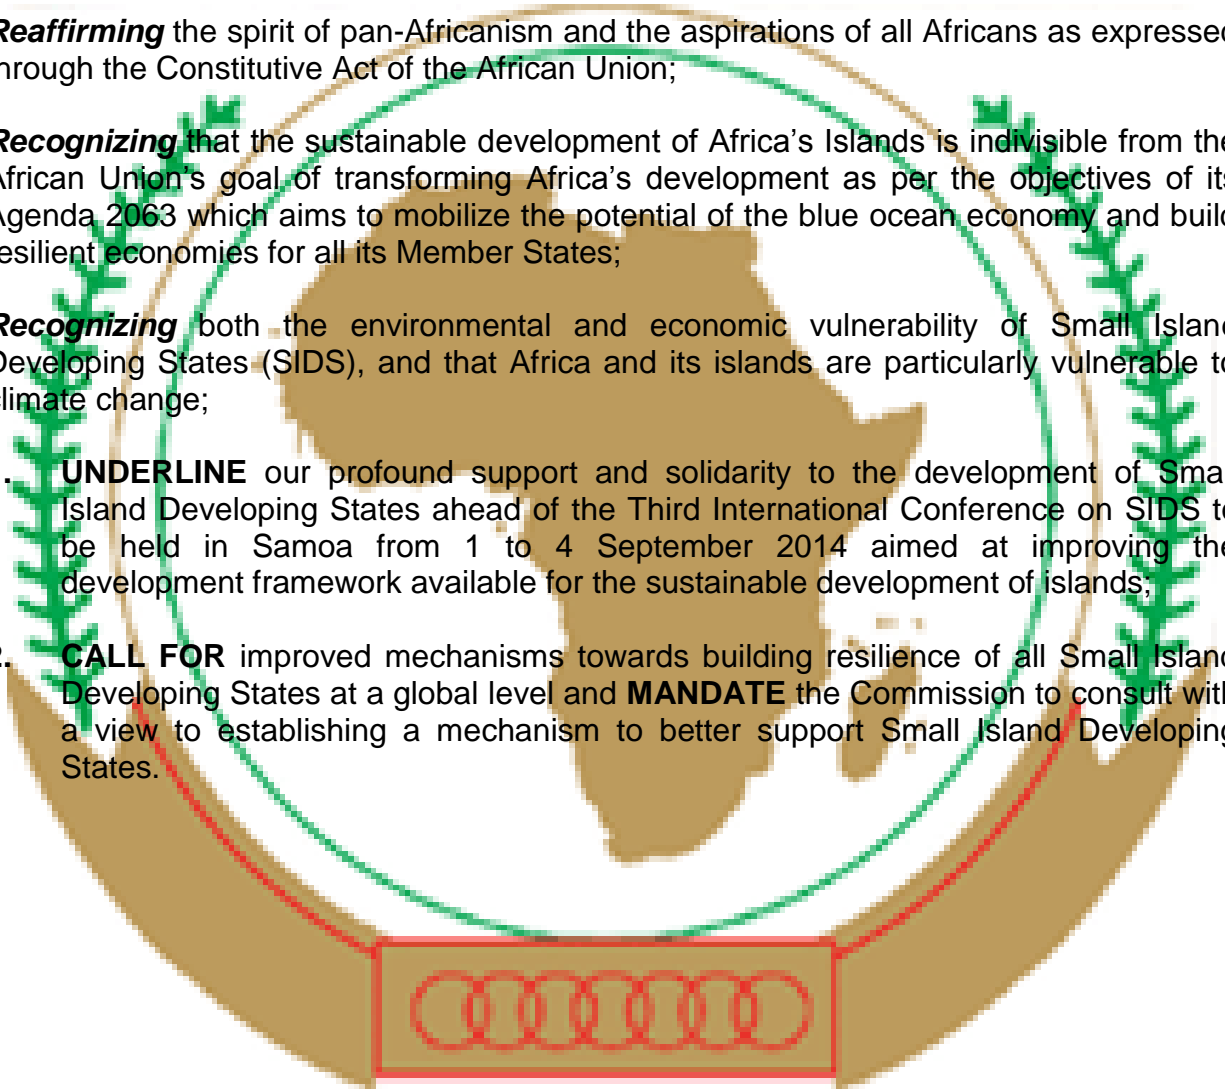 Reaffirming the spirit of pan-Africanism and the aspirations of all Africans as expressed
through the Constitutive Act of the African Union;
Recognizing that the sustainable development of Africa's Islands is indivisible from the
African Union's goal of transforming Africa's development as per the objectives of its
Agenda 2063 which aims to mobilize the potential of the blue ocean economy and build
resilient economies for all its Member States;
Recognizing both the environmental and economic vulnerability of Small Island
Developing States (SIDS), and that Africa and its islands are particularly vulnerable to
climate change;
. UNDERLINE our profound support and solidarity to the development of Small
Island Developing States ahead of the Third International Conference on SIDS to
be held in Samoa from 1 to 4 September 2014 aimed at improving the
development framework available for the sustainable development of islands;
2. CALL FOR improved mechanisms towards building resilience of all Small Island
Developing States at a global level and MANDATE the Commission to consult with
a view to establishing a mechanism to better support Small Island Developing
States.